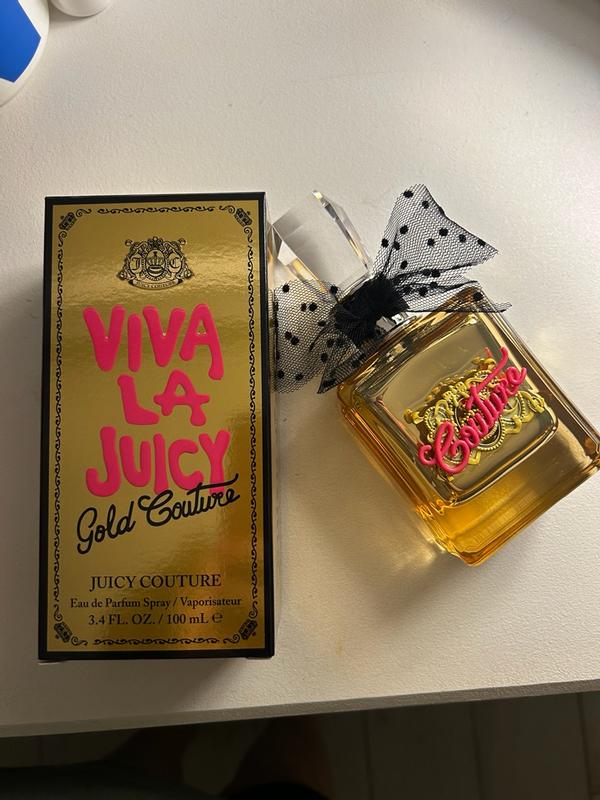 VIVA
LA
JUICY
Gold Couture
JUICY COUTURE
Eau de Parfum Spray / Vaporisateur
3.4 FL. OZ. / 100 mL ℮
Couture